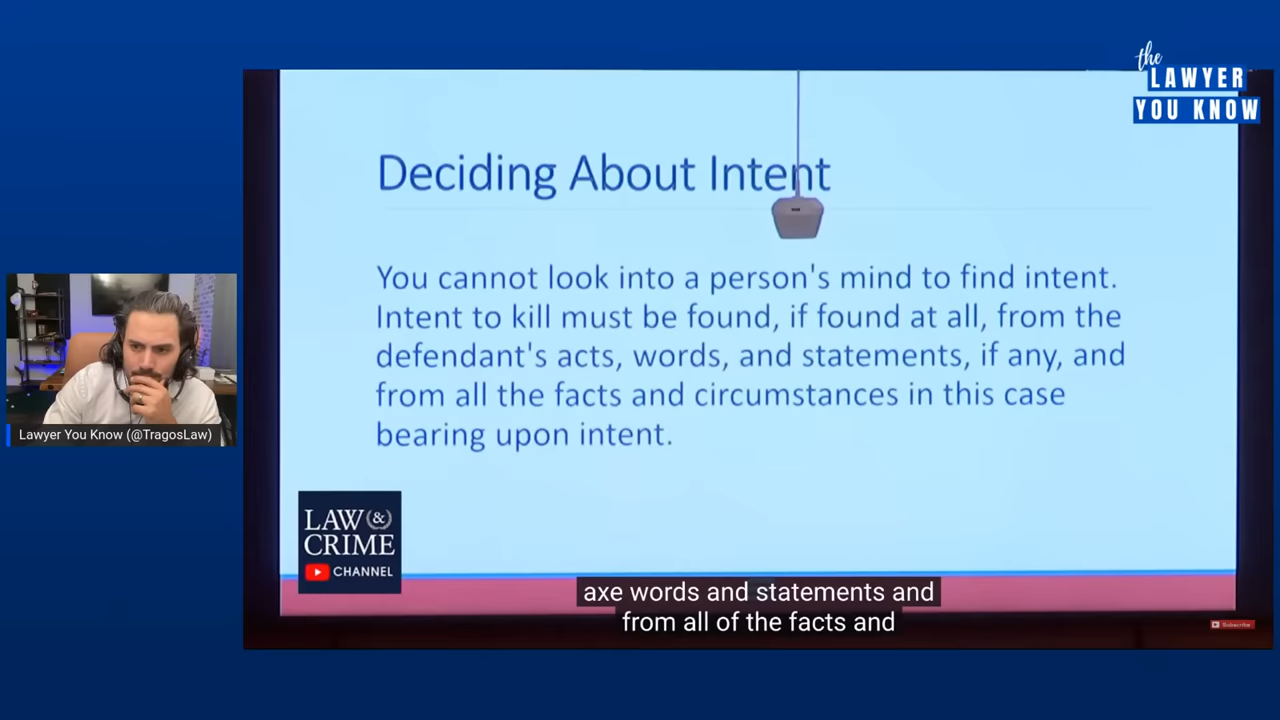 the
LAWYER
YOU KNOW
Deciding About Intent
You cannot look into a person's mind to find intent.
Intent to kill must be found, if found at all, from the
defendant's acts, words, and statements, if any, and
from all the facts and circumstances in this case
bearing upon intent.
Lawyer You Know (@TragosLaw)
LAW &
CRIME
CHANNEL
axe words and statements and
from all of the facts and
Subscribe